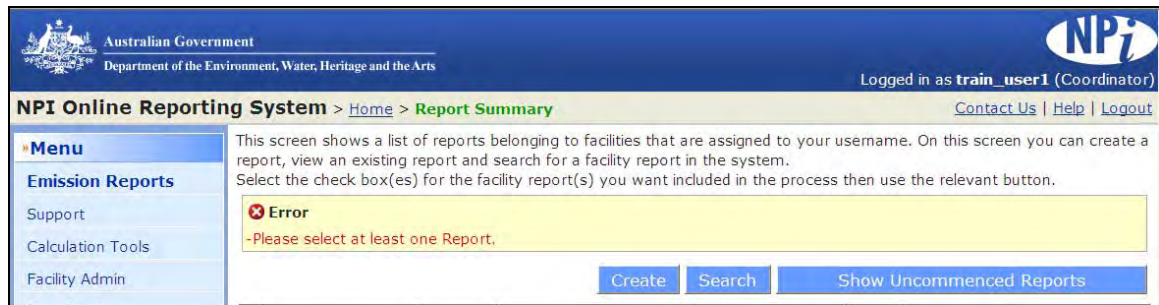 Australian Government
Department of the Environment, Water, Heritage and the Arts
NPi
Logged in as train_user1 (Coordinator)
NPI Online Reporting System > Home > Report Summary
Contact Us | Help | Logout
»Menu
Emission Reports
Support
Calculation Tools
Facility Admin
This screen shows a list of reports belonging to facilities that are assigned to your username. On this screen you can create a
report, view an existing report and search for a facility report in the system.
Select the check box(es) for the facility report(s) you want included in the process then use the relevant button.
Error
-Please select at least one Report.
Create Search Show Uncommenced Reports